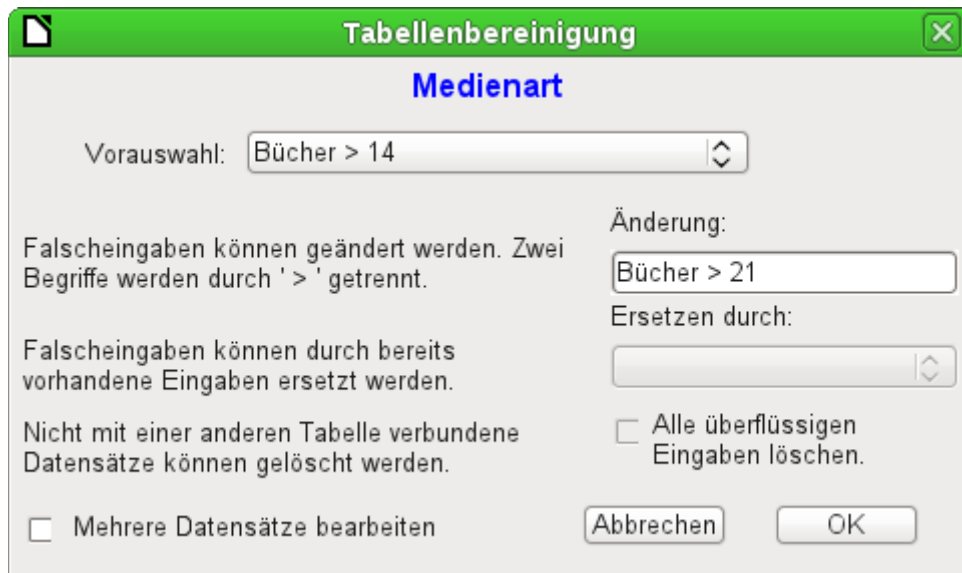 Tabellenbereinigung
Medienart
Vorauswahl: Bücher > 14
Änderung:
Falscheingaben können geändert werden. Zwei
Begriffe werden durch ' > ' getrennt.
Bücher > 21
Ersetzen durch:
Falscheingaben können durch bereits
vorhandene Eingaben ersetzt werden.
Nicht mit einer anderen Tabelle verbundene
Datensätze können gelöscht werden.
Alle überflüssigen
Eingaben löschen.
Mehrere Datensätze bearbeiten
Abbrechen
OK